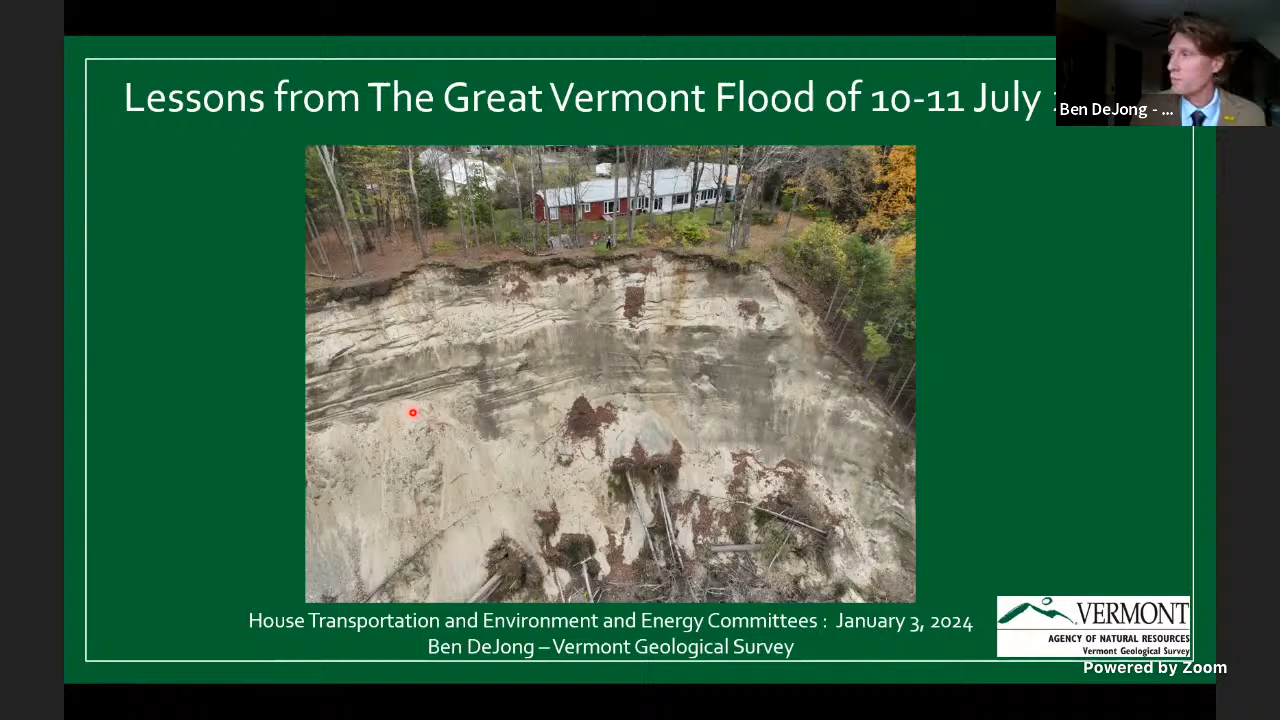 Lessons from The Great Vermont Flood of 10-11 July
Ben DeJong - ...
House Transportation and Environment and Energy Committees : January 3, 2024
Ben DeJong – Vermont Geological Survey
VERMONT
AGENCY OF NATURAL RESOURCES
Vermont Geological Survey
Powered by Zoom